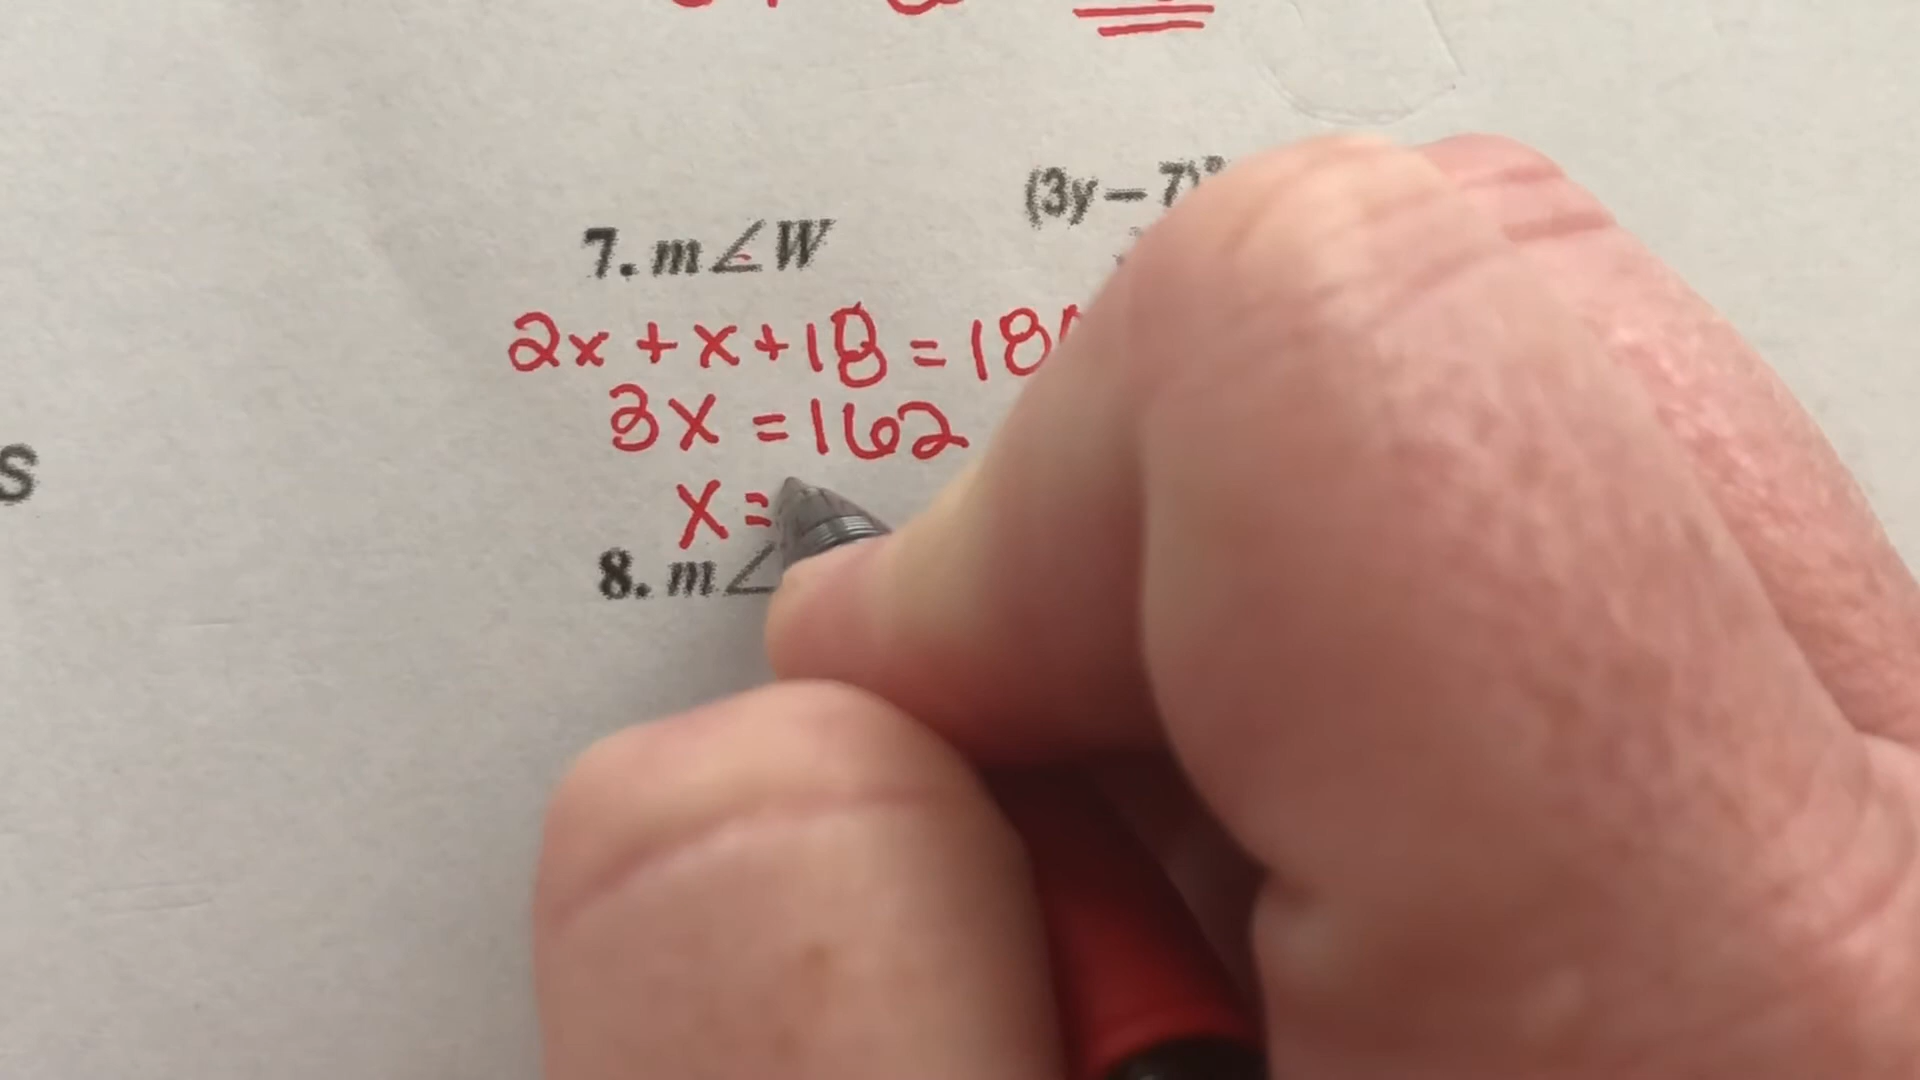 (3y – 7)°
7. m∠W
2x + x + 18 = 18
3x = 162
S
x =
8. m∠